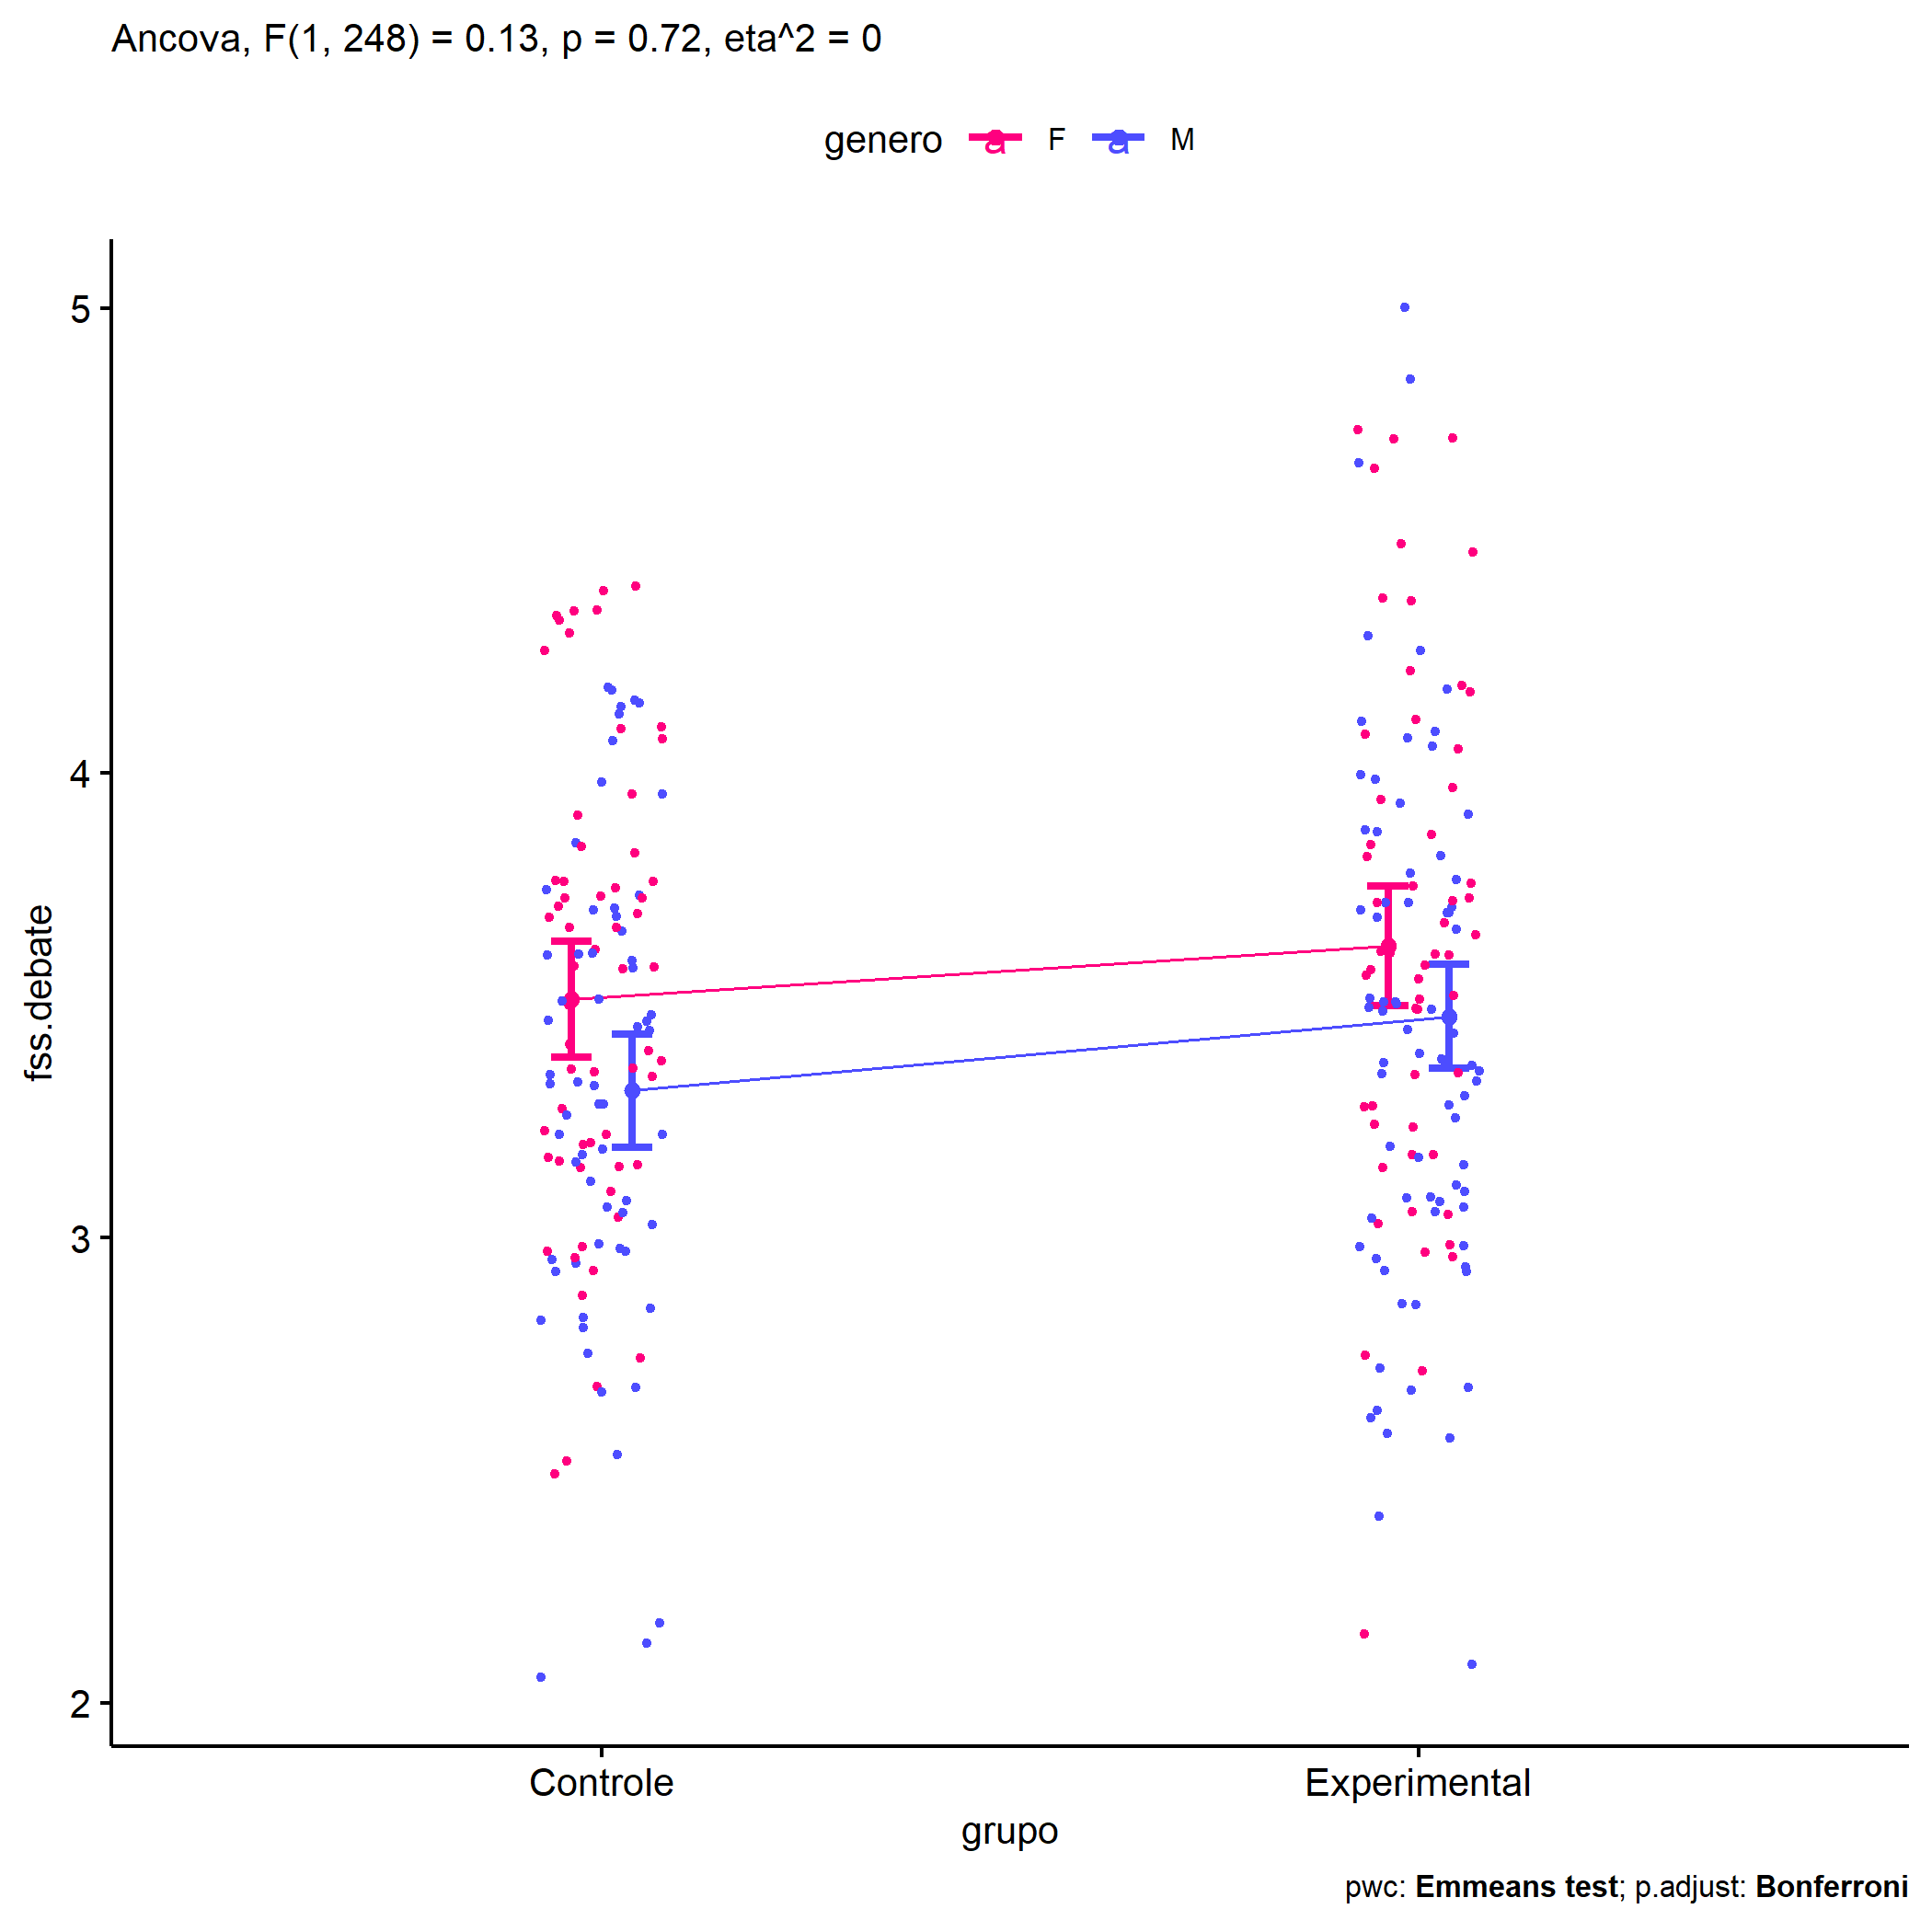 Ancova, F(1, 248) = 0.13, p = 0.72, eta^2 = 0
genero a F a M
5
4
3
2
fss.debate
Controle Experimental
grupo
pwc: Emmeans test; p.adjust: Bonferroni